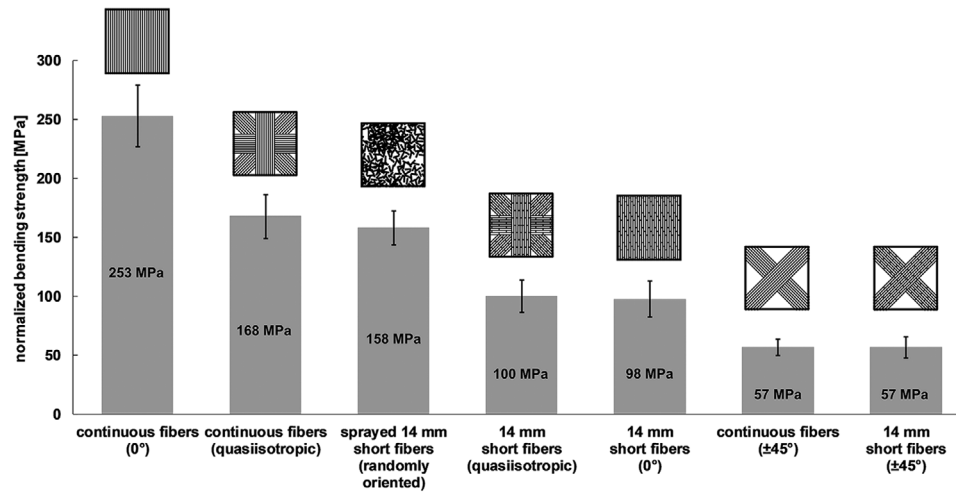 normalized bending strength [MPa]
300
250
200
150
100
50
0
253 MPa
168 MPa
158 MPa
100 MPa
98 MPa
57 MPa
57 MPa
continuous fibers
(0°)
continuous fibers
(quasiisotropic)
sprayed 14 mm
short fibers
(randomly
oriented)
14 mm
short fibers
(quasiisotropic)
14 mm
short fibers
(0°)
continuous fibers
(±45°)
14 mm
short fibers
(±45°)